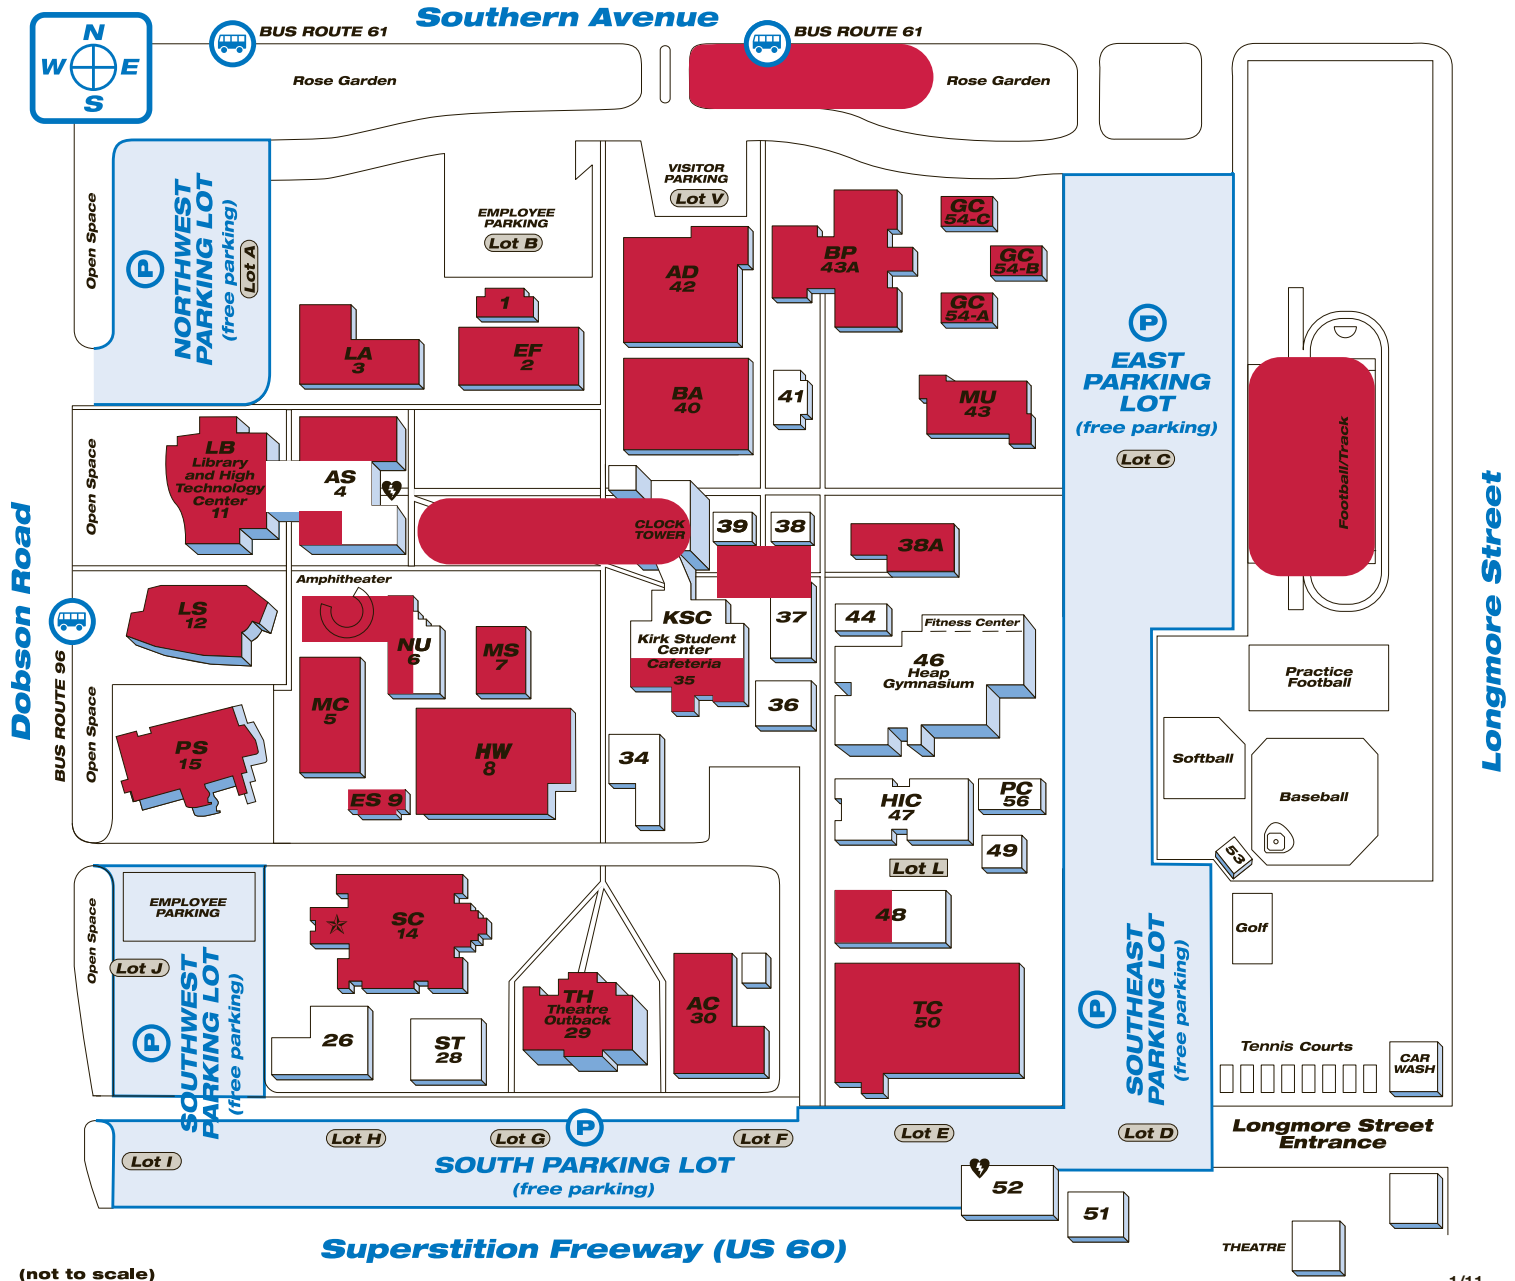 Southern Avenue
N
W E
S
BUS ROUTE 61
BUS ROUTE 61
Rose Garden
Rose Garden
Open Space
NORTHWEST
PARKING LOT
(free parking)
P
Lot A
EMPLOYEE
PARKING
Lot B
VISITOR
PARKING
Lot V
1
LA
3
EF
2
AD
42
BA
40
BP
43A
GC
54-C
GC
54-B
GC
54-A
41
MU
43
P
EAST
PARKING
LOT
(free parking)
Lot C
Football/Track
Longmore Street
Dobson Road
Open Space
LB
Library
and High
Technology
Center
11
AS
4
CLOCK
TOWER
39
38
38A
Amphitheater
LS
12
NU
6
MS
7
MC
5
KSC
Kirk Student
Center
Cafeteria
35
37
36
44
Fitness Center
46
Heap
Gymnasium
Practice
Football
Softball
Baseball
53
BUS ROUTE 96
Open Space
PS
15
HW
8
ES 9
34
HIC
47
PC
56
49
Lot L
48
Open Space
EMPLOYEE
PARKING
Lot J
P
SOUTHWEST
PARKING LOT
(free parking)
SC
14
26
ST
28
TH
Theatre
Outback
29
AC
30
TC
50
P
SOUTHEAST
PARKING LOT
(free parking)
Golf
Tennis Courts
CAR
WASH
Lot I
Lot H
Lot G
P
Lot F
Lot E
Lot D
SOUTH PARKING LOT
(free parking)
Longmore Street
Entrance
52
51
THEATRE
Superstition Freeway (US 60)
(not to scale)
1/11